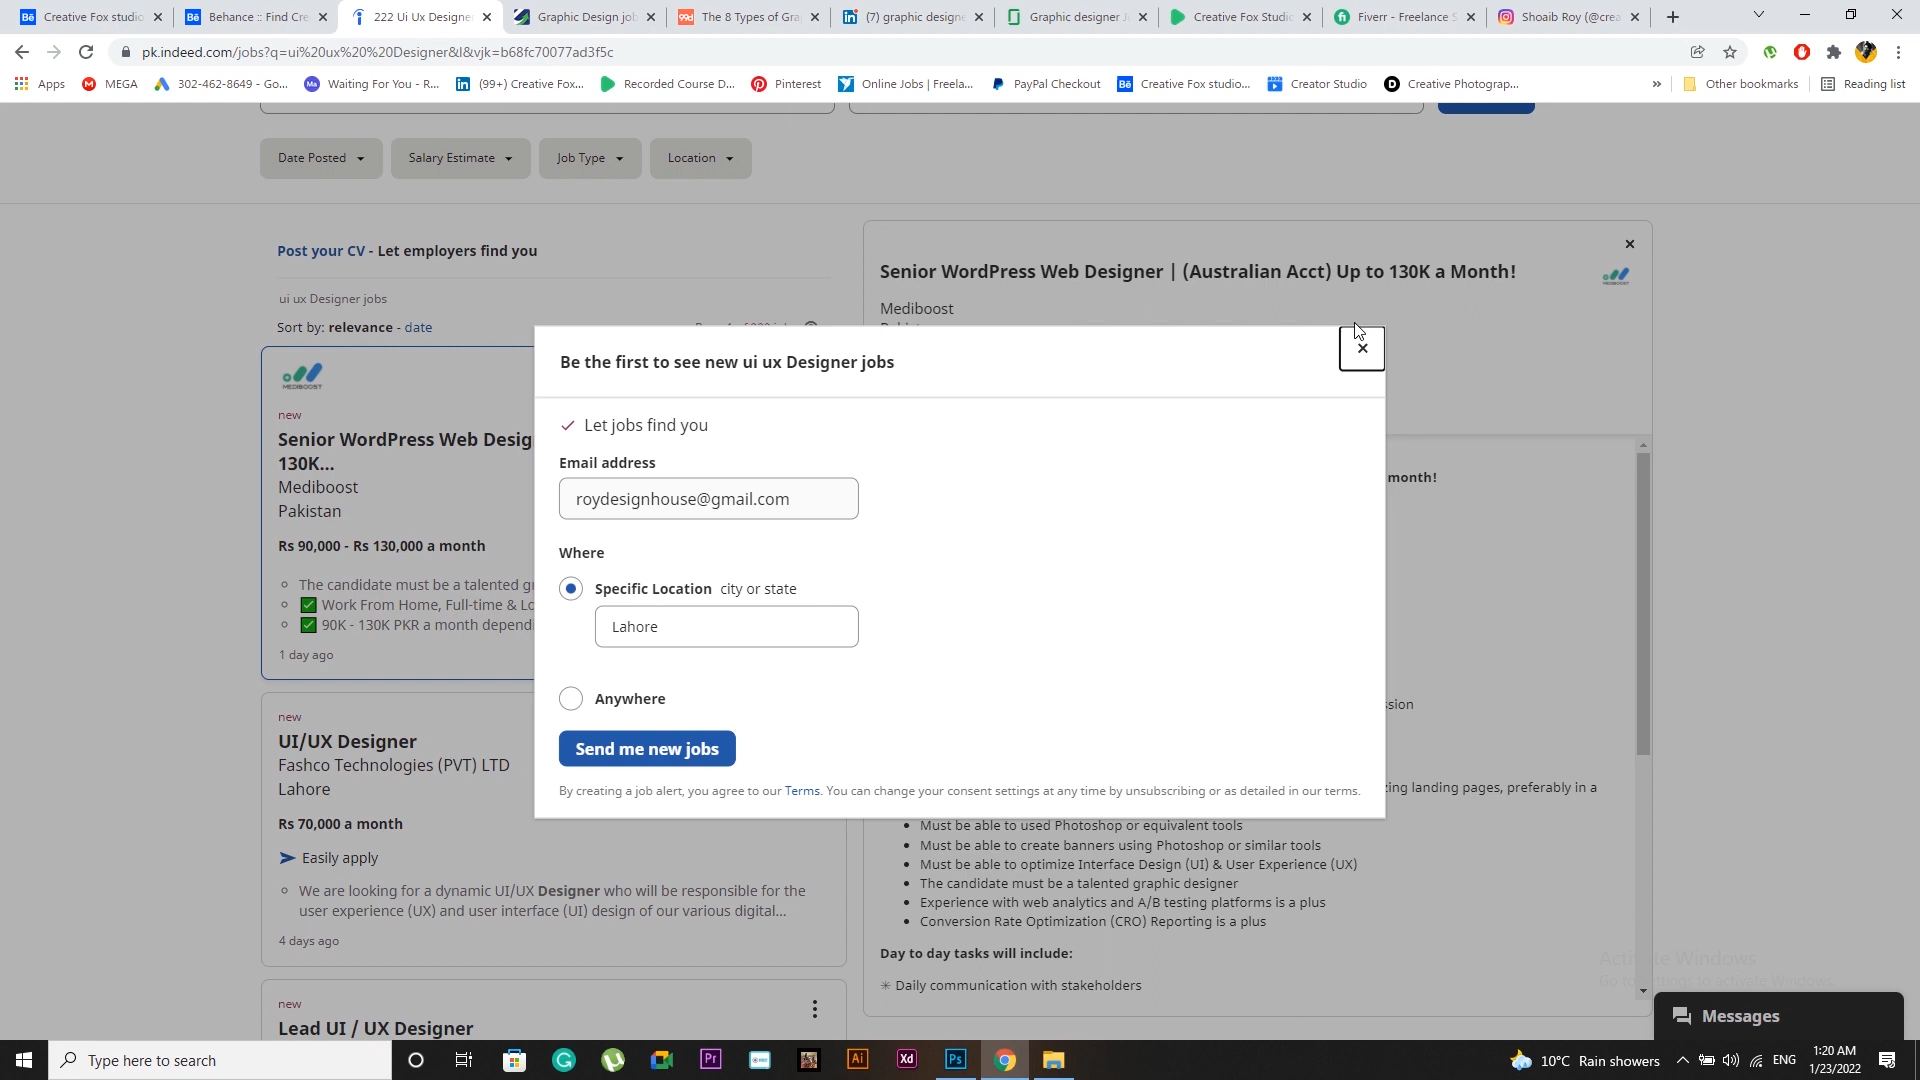 Creative Fox studio
Behance :: Find Cre
222 Ui Ux Designer
Graphic Design job
The 8 Types of Gra
(7) graphic designe
Graphic designer J
Creative Fox Studio
Fiverr - Freelance S
Shoaib Roy (@crea
pk.indeed.com/jobs?q=ui%20ux%20%20Designer&l&vjk=b68fc70077ad3f5c
Apps
MEGA
302-462-8649 - Go...
Waiting For You - R...
(99+) Creative Fox...
Recorded Course D...
Pinterest
Online Jobs | Freela...
PayPal Checkout
Creative Fox studio...
Creator Studio
Creative Photograp...
»
Other bookmarks
Reading list
Date Posted
Salary Estimate
Job Type
Location
Post your CV - Let employers find you
ui ux Designer jobs
Sort by: relevance - date
MEDIBOOST
new
Senior WordPress Web Desig
130K...
Mediboost
Pakistan
Rs 90,000 - Rs 130,000 a month
The candidate must be a talented g
Work From Home, Full-time & Lo
90K - 130K PKR a month depend
1 day ago
new
UI/UX Designer
Fashco Technologies (PVT) LTD
Lahore
Rs 70,000 a month
Easily apply
We are looking for a dynamic UI/UX Designer who will be responsible for the
user experience (UX) and user interface (UI) design of our various digital...
4 days ago
new
Lead UI / UX Designer
Senior WordPress Web Designer | (Australian Acct) Up to 130K a Month!
MEDIBOOST
Mediboost
Be the first to see new ui ux Designer jobs
Let jobs find you
Email address
roydesignhouse@gmail.com
Where
Specific Location city or state
Lahore
Anywhere
Send me new jobs
By creating a job alert, you agree to our Terms. You can change your consent settings at any time by unsubscribing or as detailed in our terms.
month!
sion
ing landing pages, preferably in a
Must be able to used Photoshop or equivalent tools
Must be able to create banners using Photoshop or similar tools
Must be able to optimize Interface Design (UI) & User Experience (UX)
The candidate must be a talented graphic designer
Experience with web analytics and A/B testing platforms is a plus
Conversion Rate Optimization (CRO) Reporting is a plus
Day to day tasks will include:
✳ Daily communication with stakeholders
Activate Windows
Go to Settings to activate Windows.
Messages
Type here to search
10°C Rain showers
ENG
1:20 AM
1/23/2022